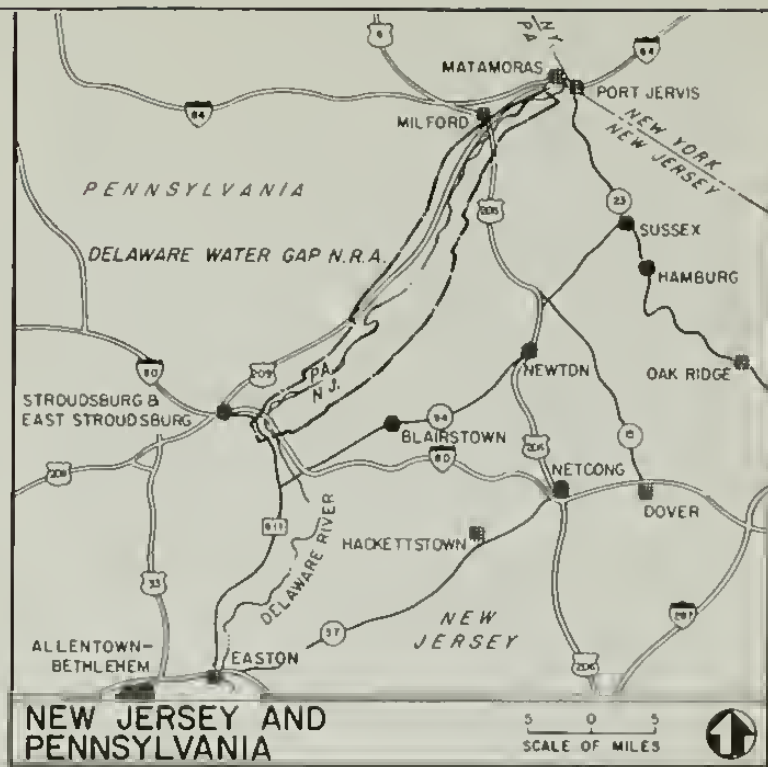 6
N.Y.
PA
84
MATAMORAS
PORT JERVIS
84
MILFORD
NEW YORK
NEW JERSEY
PENNSYLVANIA
206
23
SUSSEX
DELAWARE WATER GAP N.R.A.
HAMBURG
80
209
PA.
N.J.
NEWTON
OAK RIDGE
STROUDSBURG &
EAST STROUDSBURG
94
BLAIRSTOWN
15
206
80
NETCONG
209
DOVER
611
DELAWARE RIVER
HACKETTSTOWN
33
NEW
JERSEY
57
287
ALLENTOWN-
BETHLEHEM
EASTON
206
NEW JERSEY AND
PENNSYLVANIA
5 0 5
SCALE OF MILES